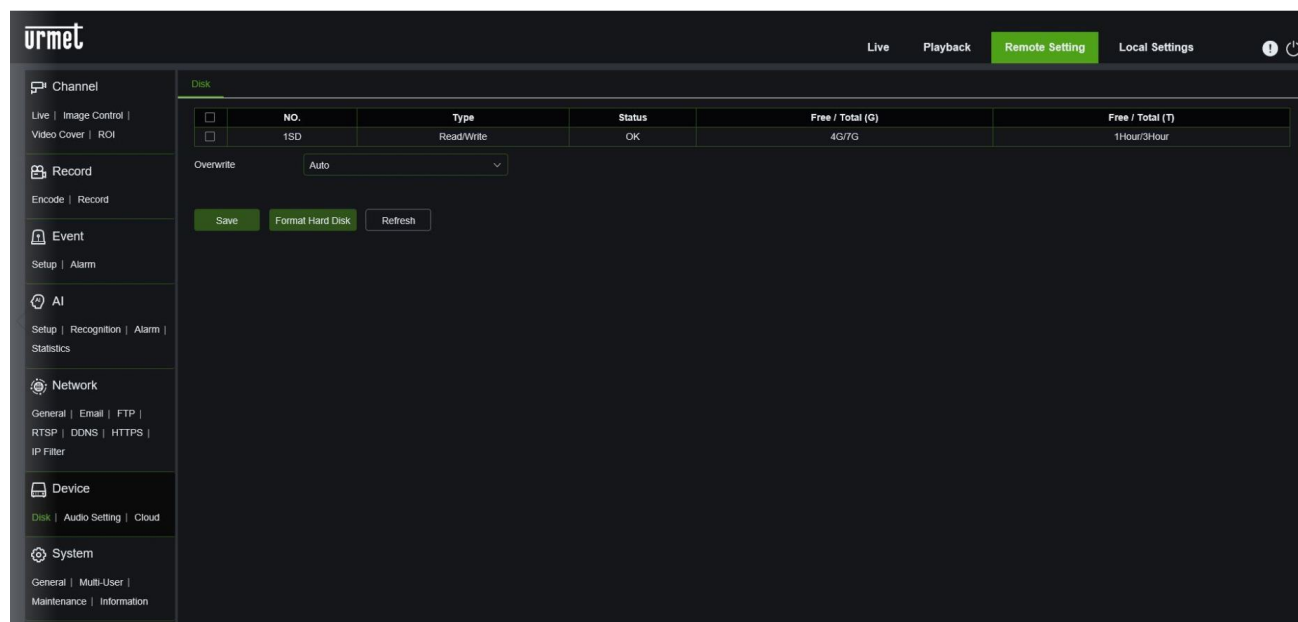 urmet
Live Playback Remote Setting Local Settings
Channel
Live | Image Control |
Video Cover | ROI
Record
Encode | Record
Event
Setup | Alarm
AI
Setup | Recognition | Alarm |
Statistics
Network
General | Email | FTP |
RTSP | DDNS | HTTPS |
IP Filter
Device
Disk | Audio Setting | Cloud
System
General | Multi-User |
Maintenance | Information
Disk
NO. Type Status Free / Total (G) Free / Total (T)
1SD Read/Write OK 4G/7G 1Hour/3Hour
Overwrite Auto
Save Format Hard Disk Refresh